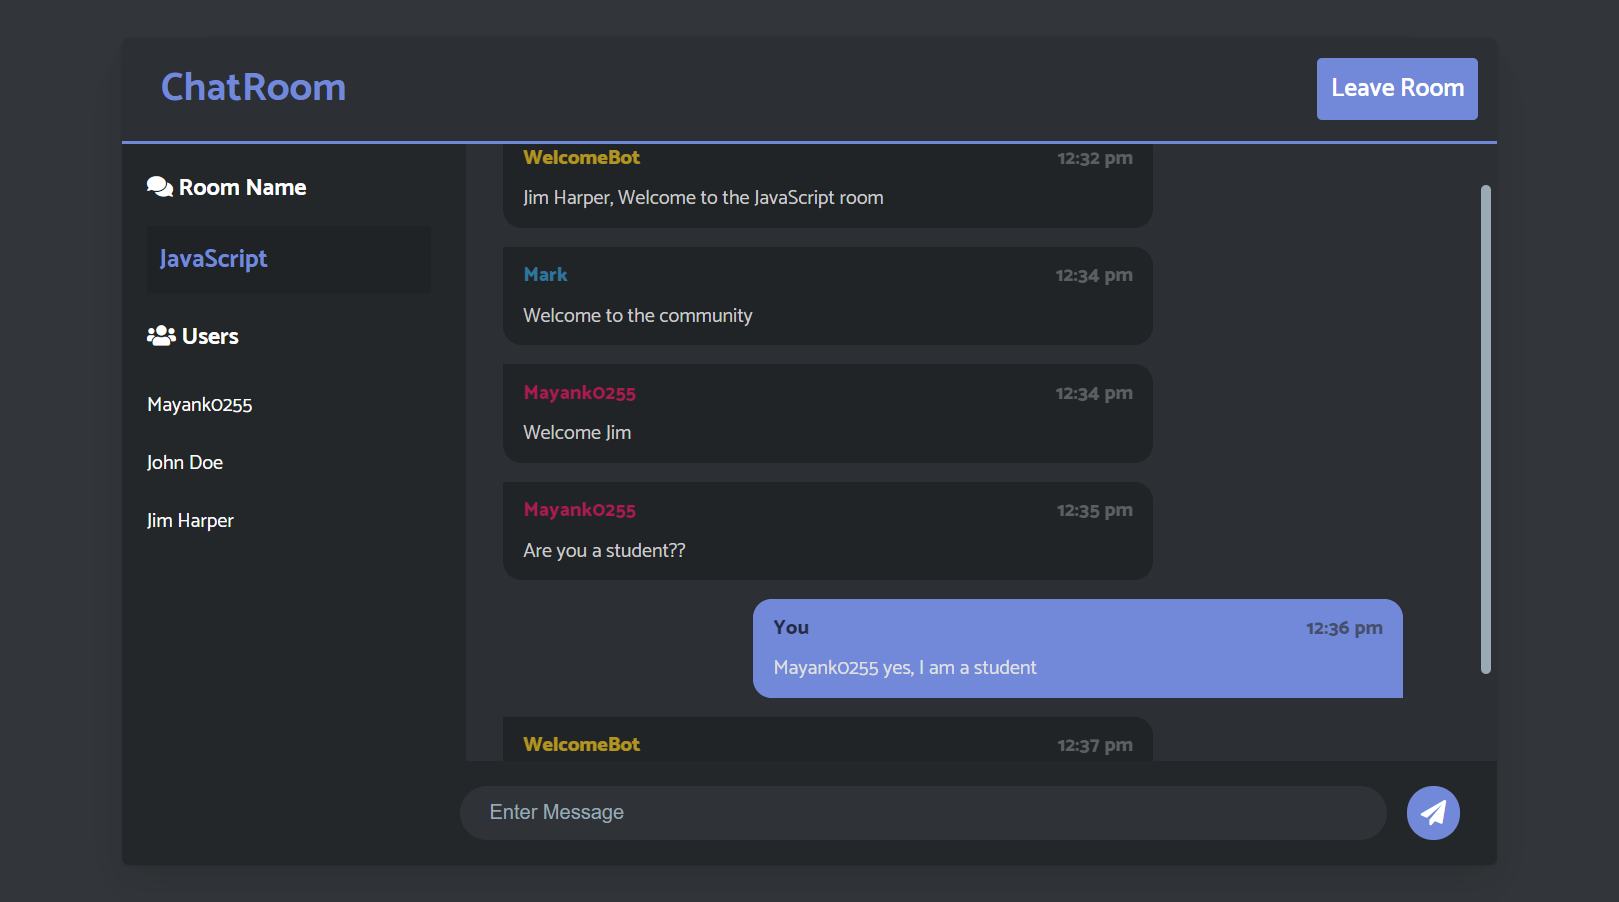 ChatRoom
Leave Room
Room Name
JavaScript
Users
Mayank0255
John Doe
Jim Harper
WelcomeBot 12:32 pm
Jim Harper, Welcome to the JavaScript room
Mark 12:34 pm
Welcome to the community
Mayank0255 12:34 pm
Welcome Jim
Mayank0255 12:35 pm
Are you a student??
You 12:36 pm
Mayank0255 yes, I am a student
WelcomeBot 12:37 pm
Enter Message